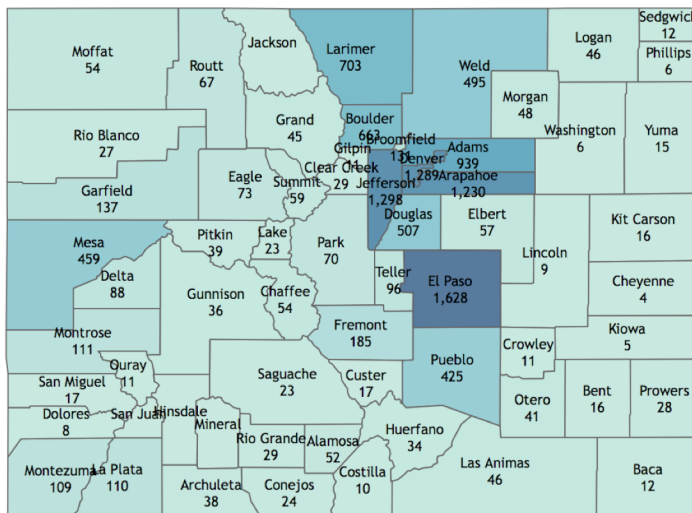 Moffat
54
Routt
67
Jackson
Larimer
703
Weld
495
Logan
46
Sedgwick
12
Phillips
6
Morgan
48
Washington
6
Yuma
15
Rio Blanco
27
Grand
45
Boulder
663
Broomfield
131
Gilpin
11
Clear Creek
29
Denver
1,289
Adams
939
Arapahoe
1,230
Jefferson
1,298
Garfield
137
Eagle
73
Summit
59
Douglas
507
Elbert
57
Kit Carson
16
Mesa
459
Pitkin
39
Lake
23
Park
70
Lincoln
9
Delta
88
Gunnison
36
Chaffee
54
Teller
96
El Paso
1,628
Cheyenne
4
Montrose
111
Fremont
185
Kiowa
5
Ouray
11
Crowley
11
Pueblo
425
San Miguel
17
Saguache
23
Custer
17
Otero
41
Bent
16
Prowers
28
Dolores
8
San Juan
Hinsdale
Mineral
Rio Grande
29
Alamosa
52
Huerfano
34
Montezuma
109
La Plata
110
Archuleta
38
Conejos
24
Costilla
10
Las Animas
46
Baca
12